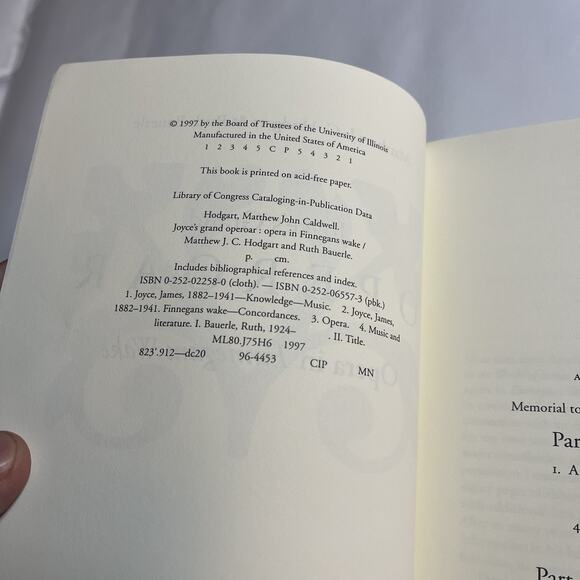 © 1997 by the Board of Trustees of the University of Illinois
Manufactured in the United States of America
1 2 3 4 5 C P 5 4 3 2 1
This book is printed on acid-free paper.
Library of Congress Cataloging-in-Publication Data
Hodgart, Matthew John Caldwell.
Joyce's grand operoar : opera in Finnegans wake /
Matthew J. C. Hodgart and Ruth Bauerle.
p. cm.
Includes bibliographical references and index.
ISBN 0-252-02258-0 (cloth). — ISBN 0-252-06557-3 (pbk.)
1. Joyce, James, 1882–1941—Knowledge—Music. 2. Joyce, James,
1882–1941. Finnegans wake—Concordances. 3. Opera. 4. Music and
literature. I. Bauerle, Ruth, 1924– . II. Title.
ML80.J75H6 1997
823'.912—dc20 96-4453 CIP MN
Memorial to
Par
1. A
4
Part